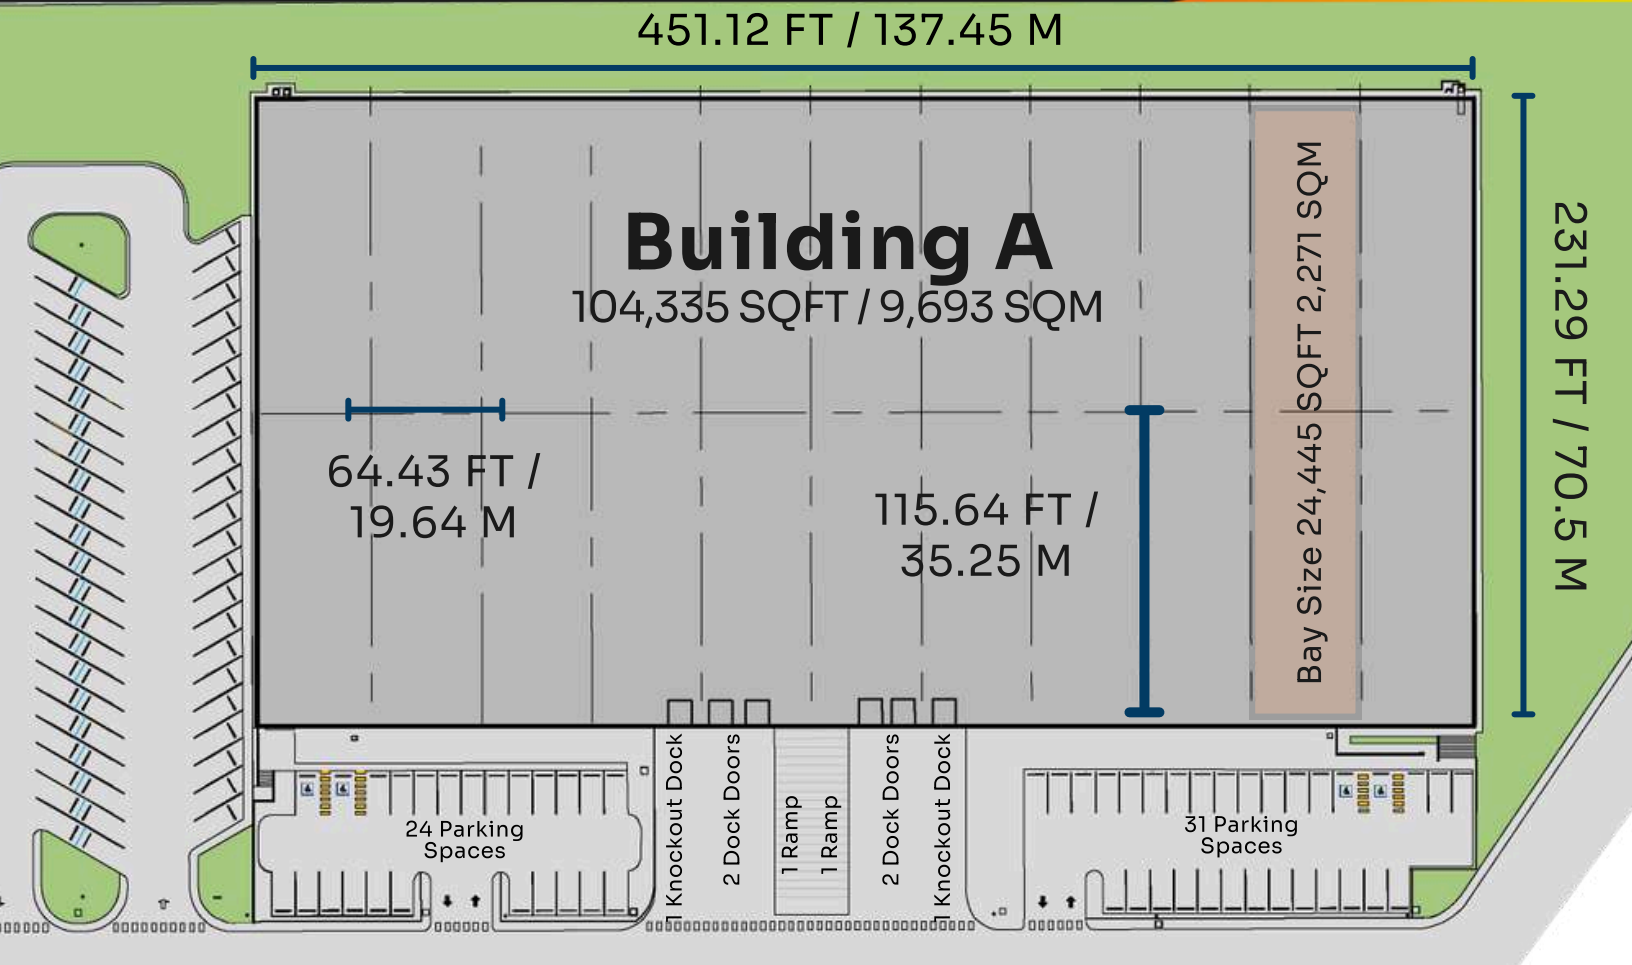 451.12 FT / 137.45 M
Building A
104,335 SQFT / 9,693 SQM
Bay Size 24,445 SQFT 2,271 SQM
231.29 FT / 70.5 M
64.43 FT /
19.64 M
115.64 FT /
35.25 M
1 Knockout Dock
2 Dock Doors
1 Ramp
1 Ramp
2 Dock Doors
1 Knockout Dock
24 Parking
Spaces
31 Parking
Spaces